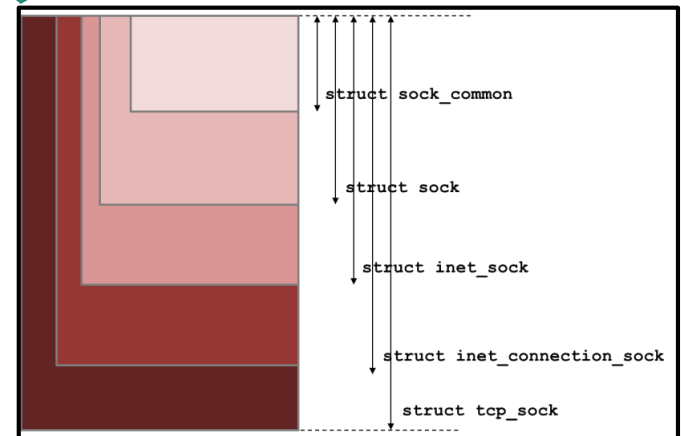 struct sock_common
struct sock
struct inet_sock
struct inet_connection_sock
struct tcp_sock